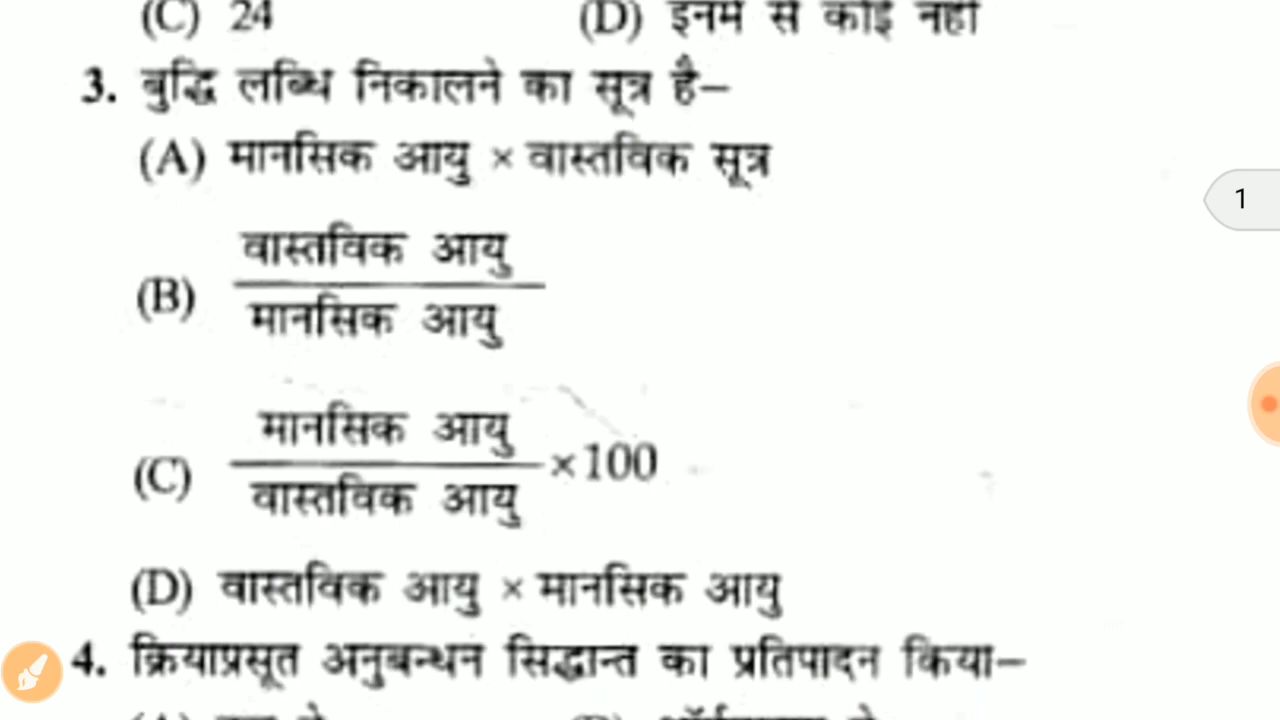 (C) 24 (D) इनमें से कोई नहीं
3. बुद्धि लब्धि निकालने का सूत्र है–
(A) मानसिक आयु × वास्तविक सूत्र
(B) वास्तविक आयु
मानसिक आयु
(C) मानसिक आयु ×100
वास्तविक आयु
(D) वास्तविक आयु × मानसिक आयु
4. क्रियाप्रसूत अनुबन्धन सिद्धान्त का प्रतिपादन किया–
1